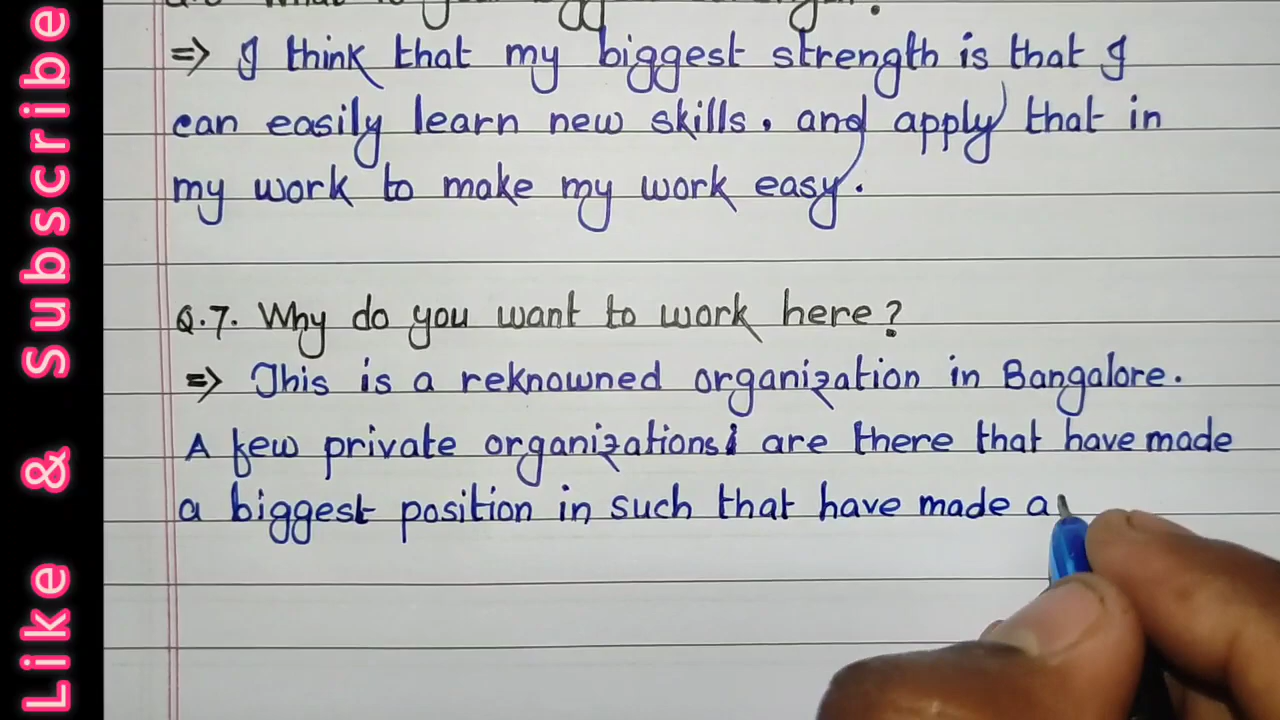 => I think that my biggest strength is that I
can easily learn new skills. and apply that in
my work to make my work easy.
Q.7. Why do you want to work here?
=> This is a reknowned organization in Bangalore.
A few private organizations are there that have made
a biggest position in such that have made a
Like & Subscribe